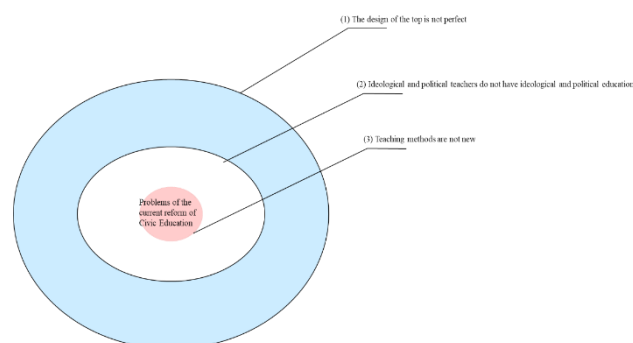 (1) The design of the top is not perfect
(2) Ideological and political teachers do not have ideological and political education
(3) Teaching methods are not new
Problems of the
current reform of
Civic Education